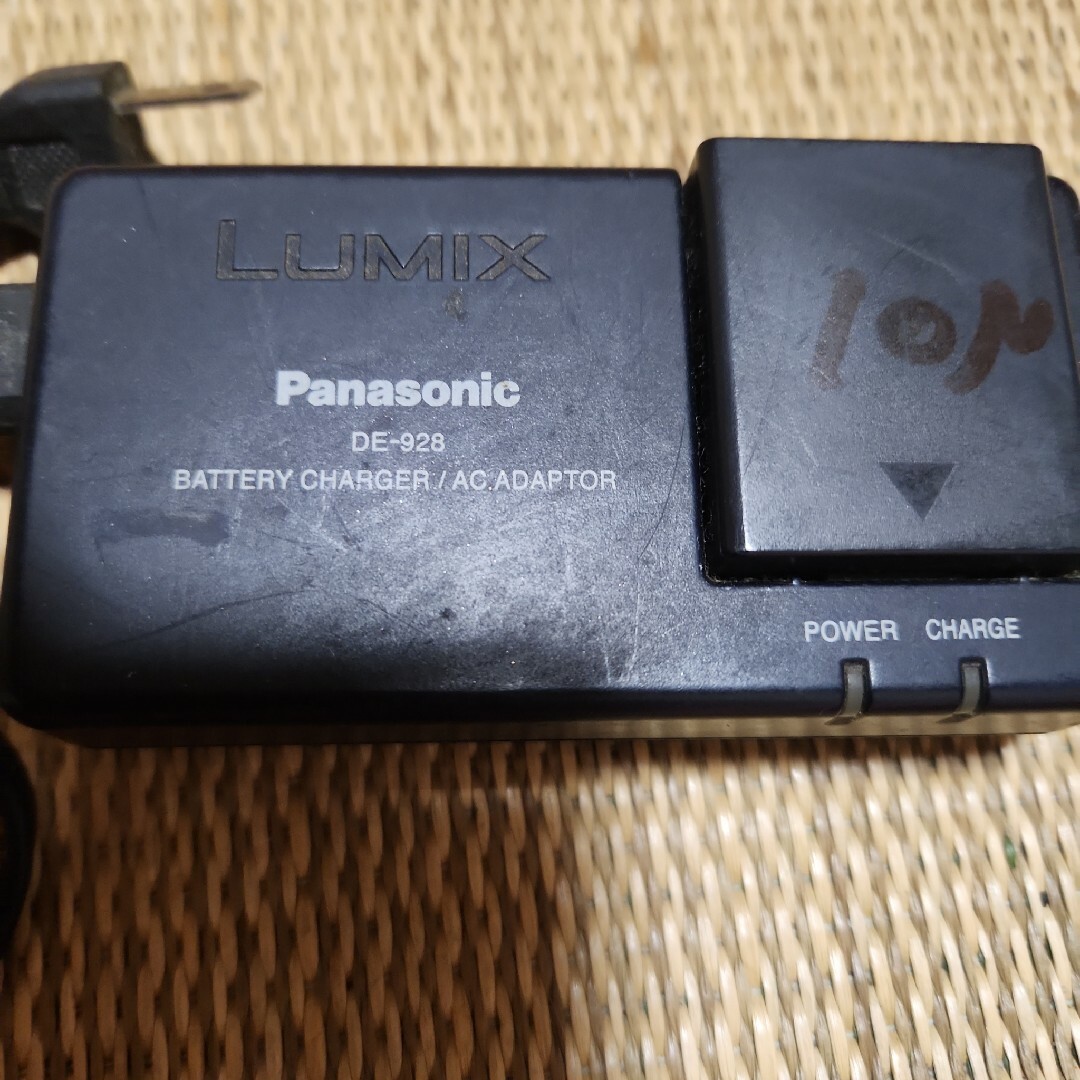 LUMIX
Panasonic
DE-928
BATTERY CHARGER / AC ADAPTOR
POWER CHARGE